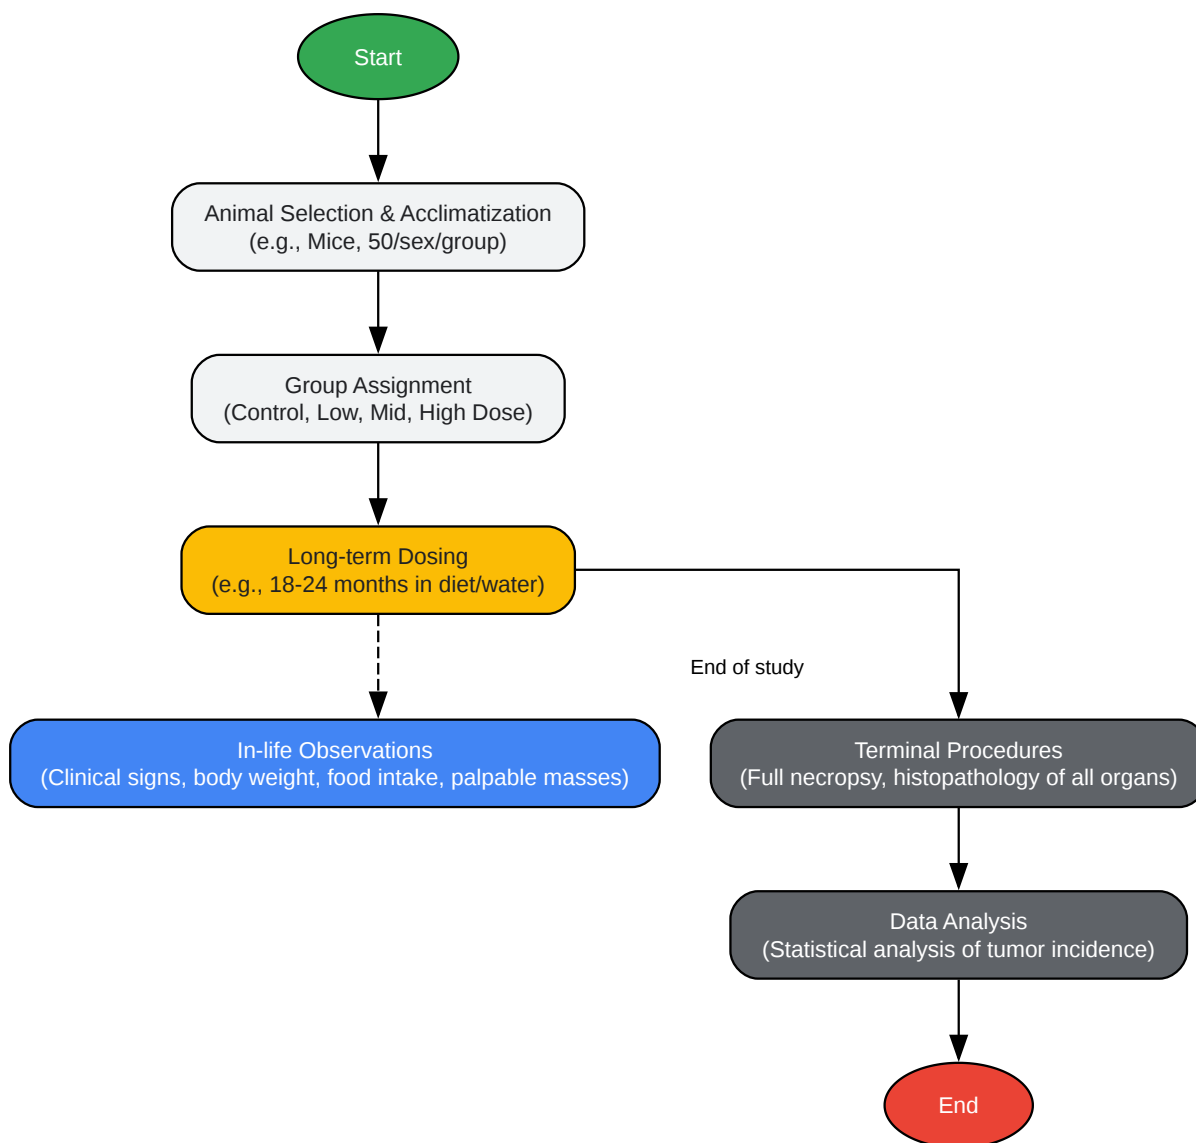 Start
Animal Selection & Acclimatization
(e.g., Mice, 50/sex/group)
Group Assignment
(Control, Low, Mid, High Dose)
Long-term Dosing
(e.g., 18-24 months in diet/water)
End of study
In-life Observations
(Clinical signs, body weight, food intake, palpable masses)
Terminal Procedures
(Full necropsy, histopathology of all organs)
Data Analysis
(Statistical analysis of tumor incidence)
End